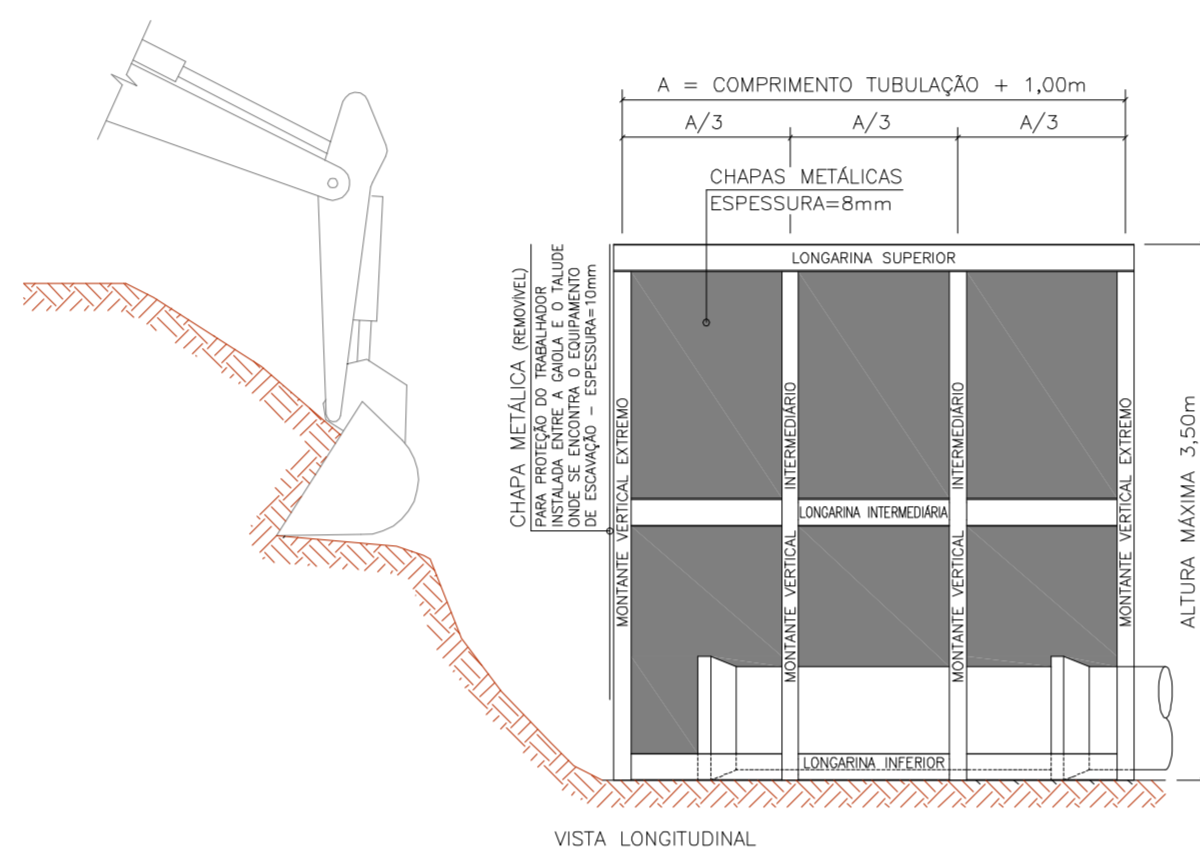 A = COMPRIMENTO TUBULAÇÃO + 1,00m
A/3
A/3
A/3
CHAPAS METÁLICAS
ESPESSURA=8mm
LONGARINA SUPERIOR
CHAPA METÁLICA (REMOVÍVEL)
PARA PROTEÇÃO DO TRABALHADOR
INSTALADA ENTRE A GAIOLA E O TALUDE
ONDE SE ENCONTRA O EQUIPAMENTO
DE ESCAVAÇÃO - ESPESSURA=10mm
MONTANTE VERTICAL EXTREMO
MONTANTE VERTICAL INTERMEDIÁRIO
MONTANTE VERTICAL INTERMEDIÁRIO
MONTANTE VERTICAL EXTREMO
LONGARINA INTERMEDIÁRIA
LONGARINA INFERIOR
ALTURA MÁXIMA 3,50m
VISTA LONGITUDINAL